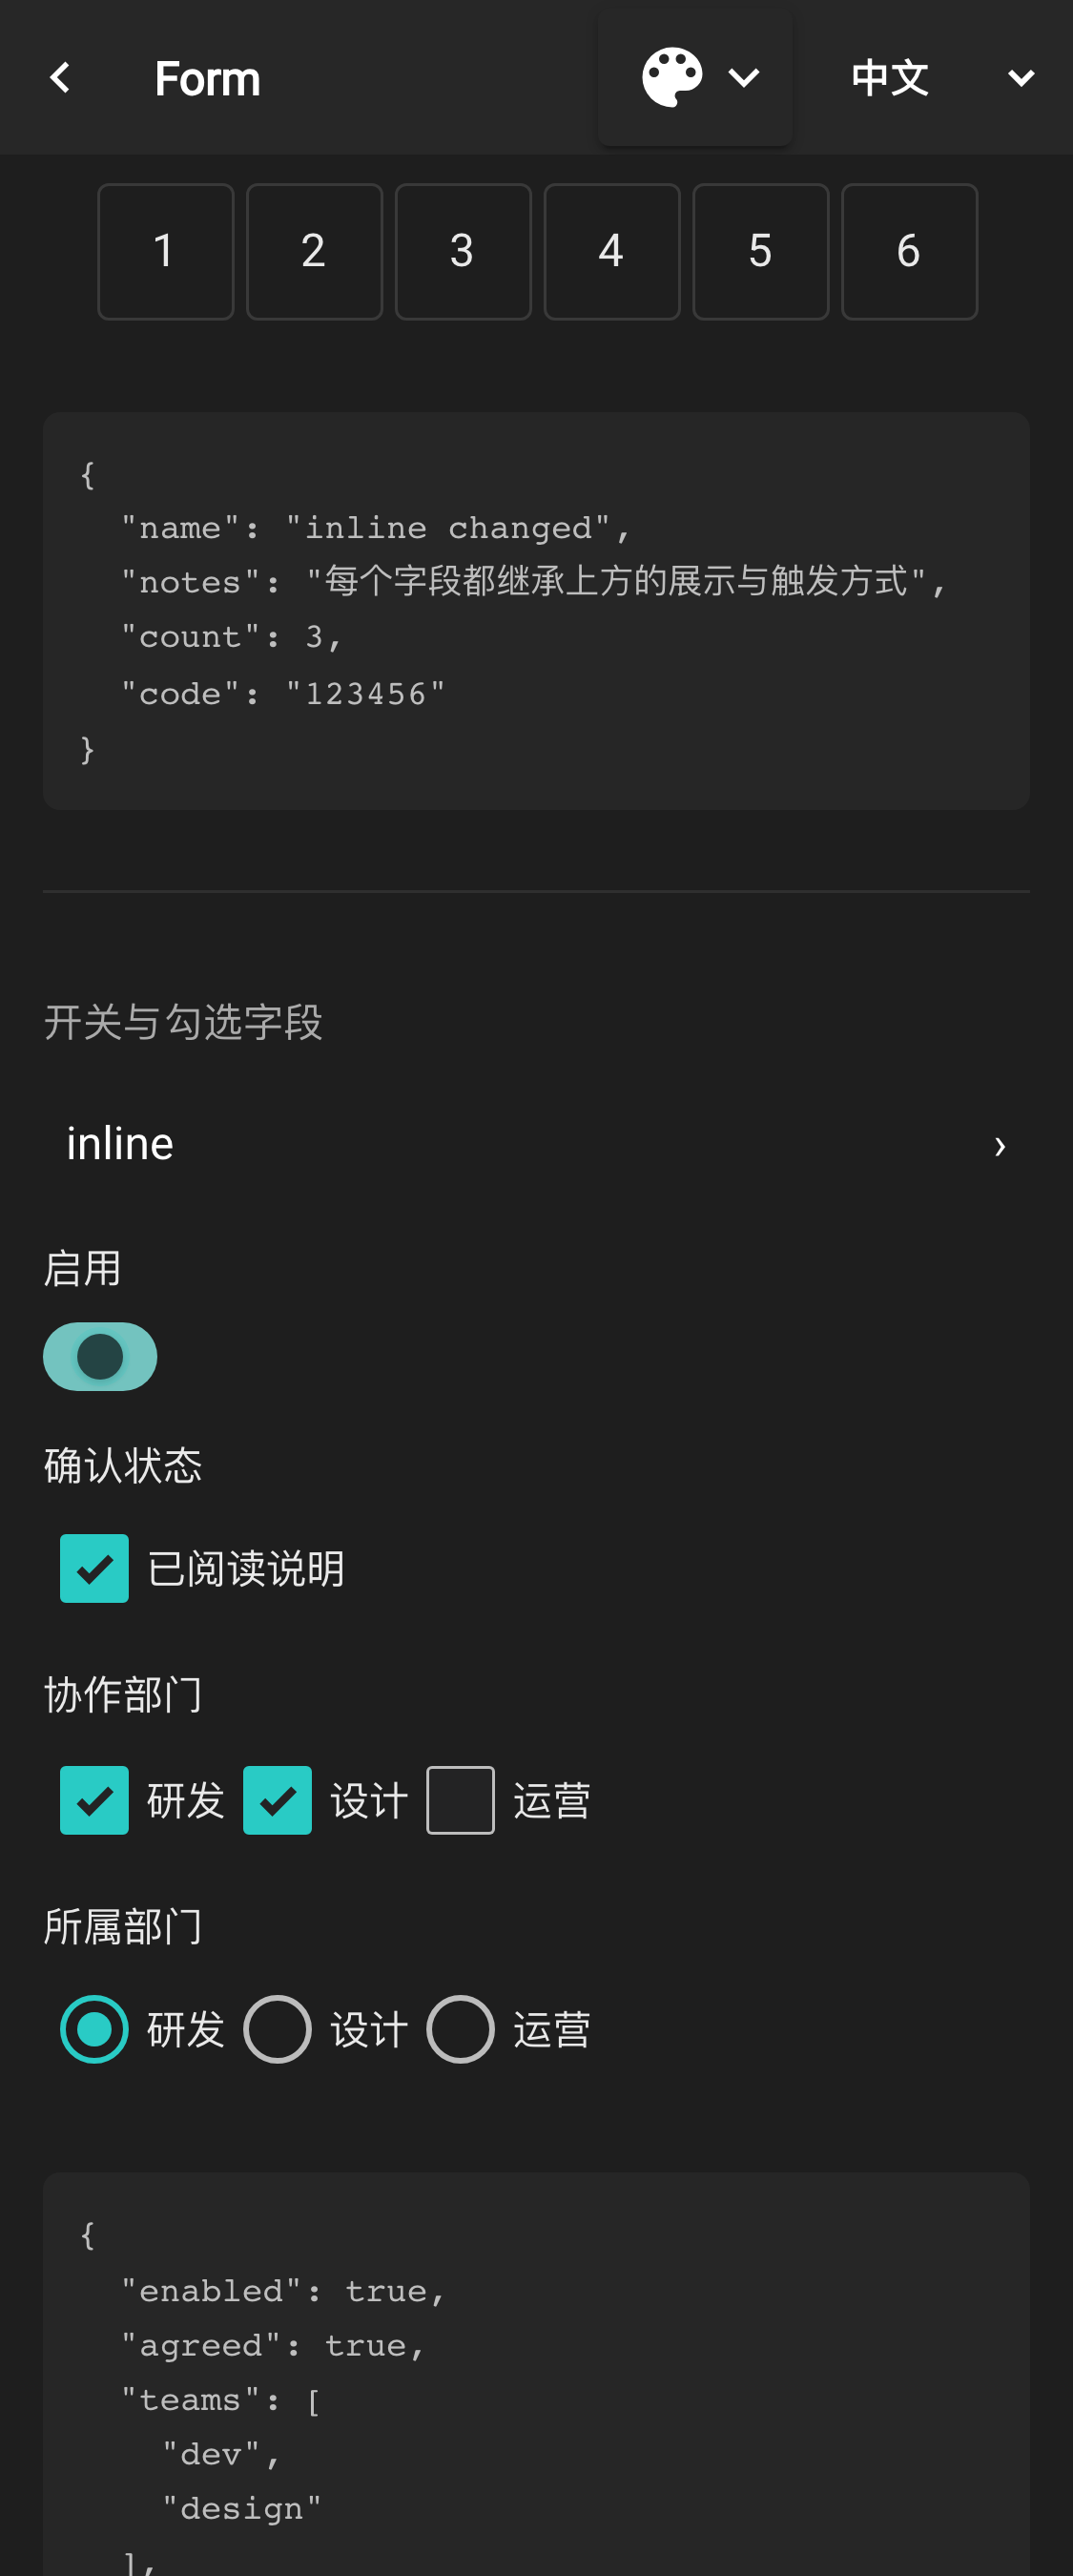 Form 中文
1 2 3 4 5 6
{
"name": "inline changed",
"notes": "每个字段都继承上方的展示与触发方式",
"count": 3,
"code": "123456"
}
开关与勾选字段
inline ›
启用
确认状态
已阅读说明
协作部门
研发 设计 运营
所属部门
研发 设计 运营
{
"enabled": true,
"agreed": true,
"teams": [
"dev",
"design"
],